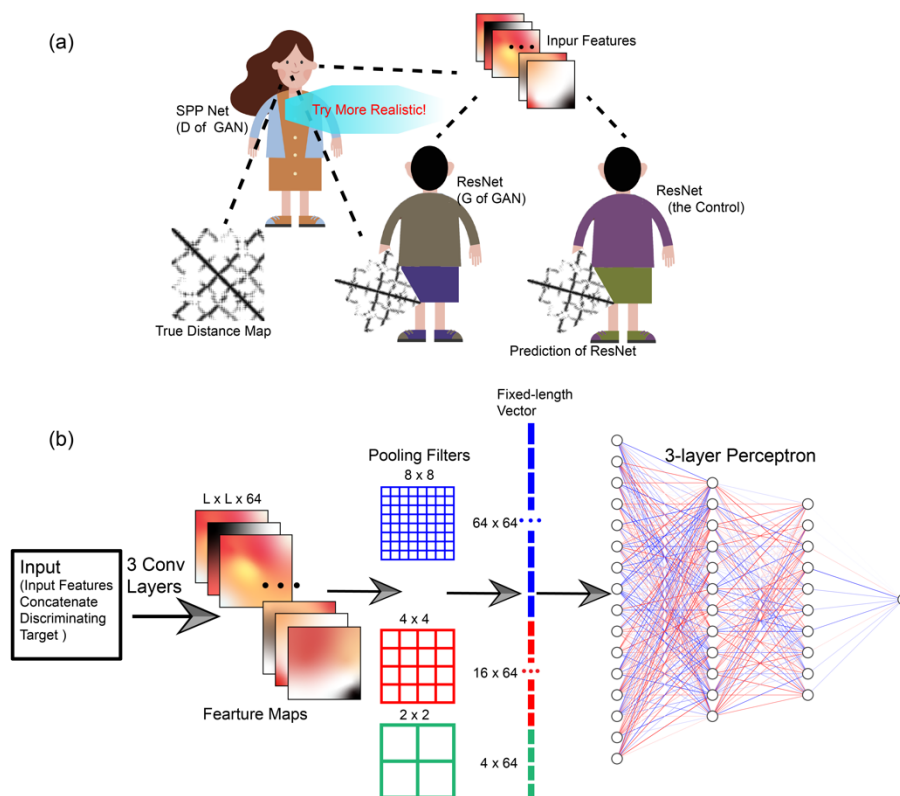 (a)
Inpur Features
SPP Net
(D of GAN)
Try More Realistic!
ResNet
(G of GAN)
ResNet
(the Control)
True Distance Map
Prediction of ResNet
(b)
Fixed-length
Vector
Pooling Filters
8 x 8
3-layer Perceptron
L x L x 64
64 x 64
Input
(Input Features
Concatenate
Discriminating
Target )
3 Conv
Layers
4 x 4
16 x 64
Fearture Maps
2 x 2
4 x 64